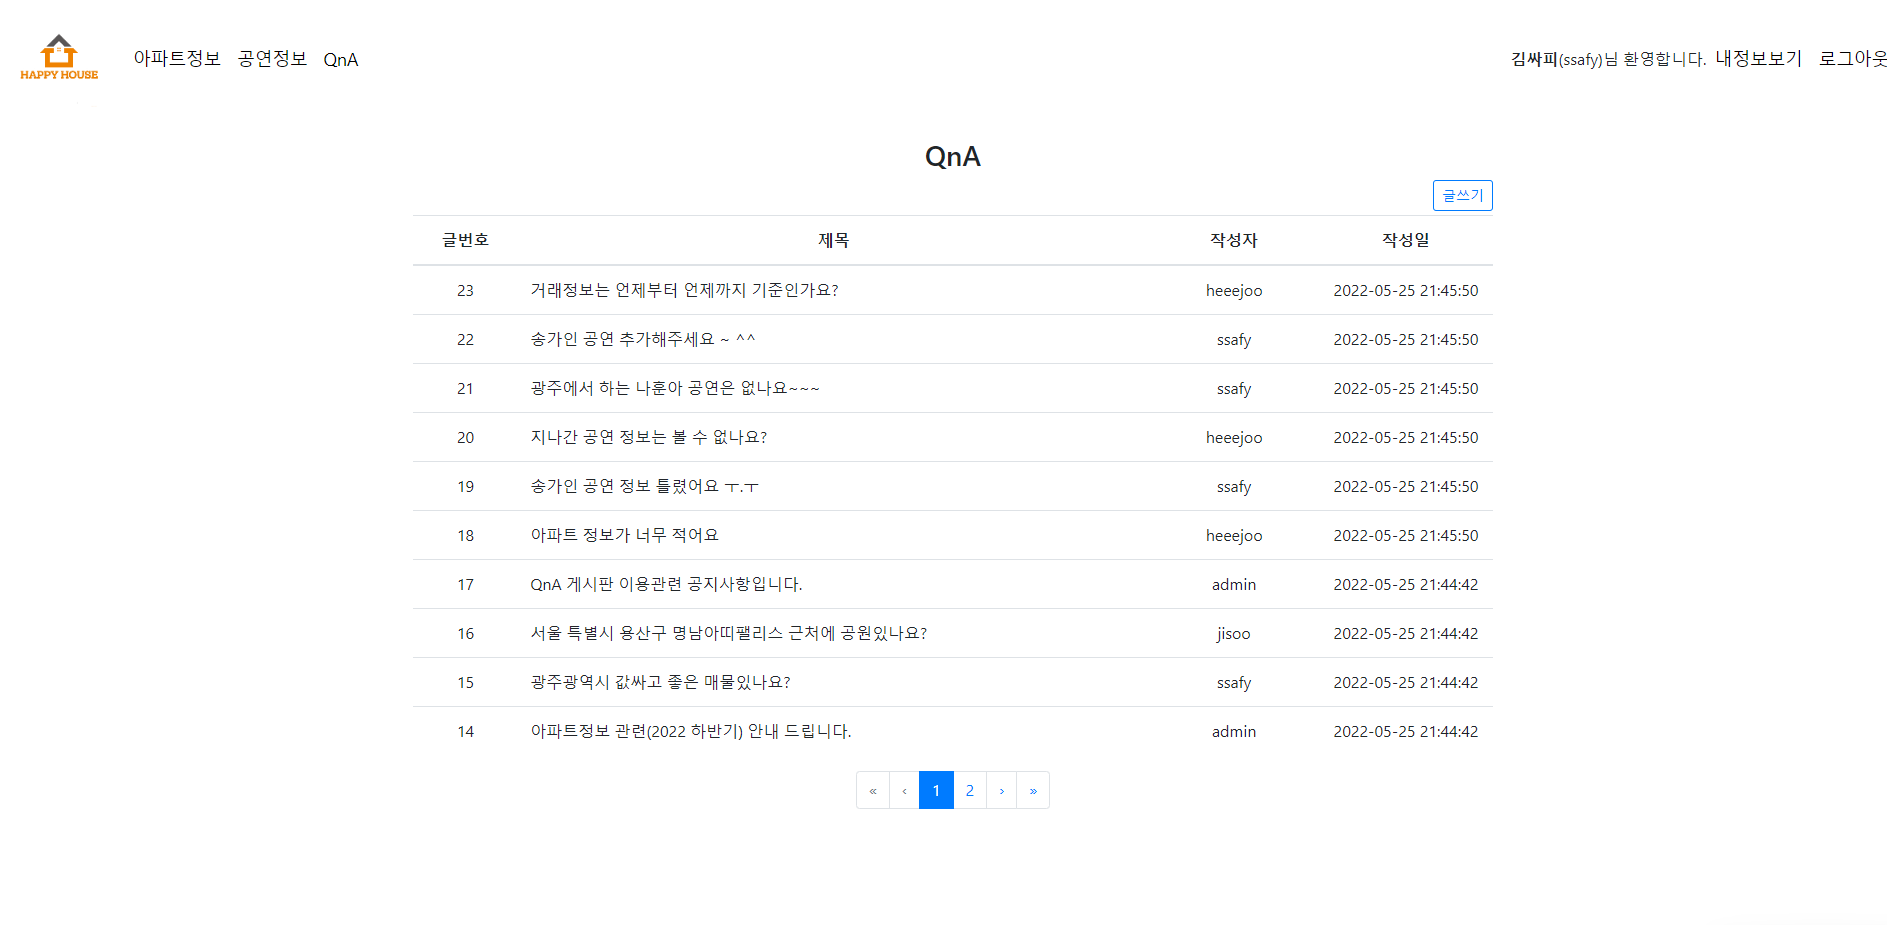 HAPPY HOUSE
아파트정보 공연정보 QnA
김싸피(ssafy)님 환영합니다. 내정보보기 로그아웃
QnA
글쓰기
글번호 제목 작성자 작성일
23 거래정보는 언제부터 언제까지 기준인가요? heeejoo 2022-05-25 21:45:50
22 송가인 공연 추가해주세요 ~ ^^ ssafy 2022-05-25 21:45:50
21 광주에서 하는 나훈아 공연은 없나요~~~ ssafy 2022-05-25 21:45:50
20 지나간 공연 정보는 볼 수 없나요? heeejoo 2022-05-25 21:45:50
19 송가인 공연 정보 틀렸어요 ㅜ.ㅜ ssafy 2022-05-25 21:45:50
18 아파트 정보가 너무 적어요 heeejoo 2022-05-25 21:45:50
17 QnA 게시판 이용관련 공지사항입니다. admin 2022-05-25 21:44:42
16 서울 특별시 용산구 명남아띠팰리스 근처에 공원있나요? jisoo 2022-05-25 21:44:42
15 광주광역시 값싸고 좋은 매물있나요? ssafy 2022-05-25 21:44:42
14 아파트정보 관련(2022 하반기) 안내 드립니다. admin 2022-05-25 21:44:42
« ‹ 1 2 › »